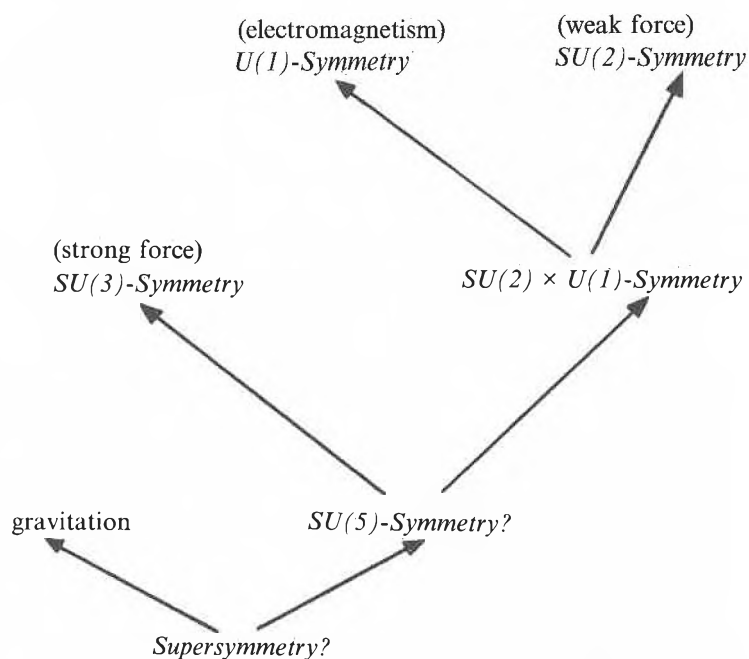 (electromagnetism)
U(1)-Symmetry
(weak force)
SU(2)-Symmetry
(strong force)
SU(3)-Symmetry
SU(2) × U(1)-Symmetry
gravitation
SU(5)-Symmetry?
Supersymmetry?